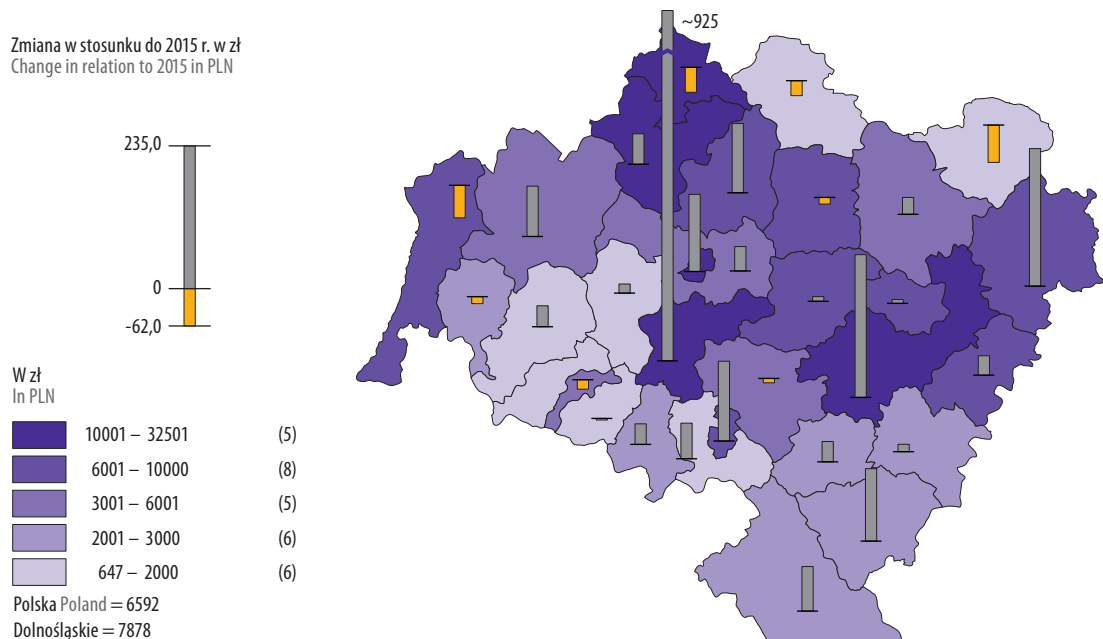 Zmiana w stosunku do 2015 r. w zł
Change in relation to 2015 in PLN
~925
235,0
0
-62,0
W zł
In PLN
10001 – 32501 (5)
6001 – 10000 (8)
3001 – 6001 (5)
2001 – 3000 (6)
647 – 2000 (6)
Polska Poland = 6592
Dolnośląskie = 7878